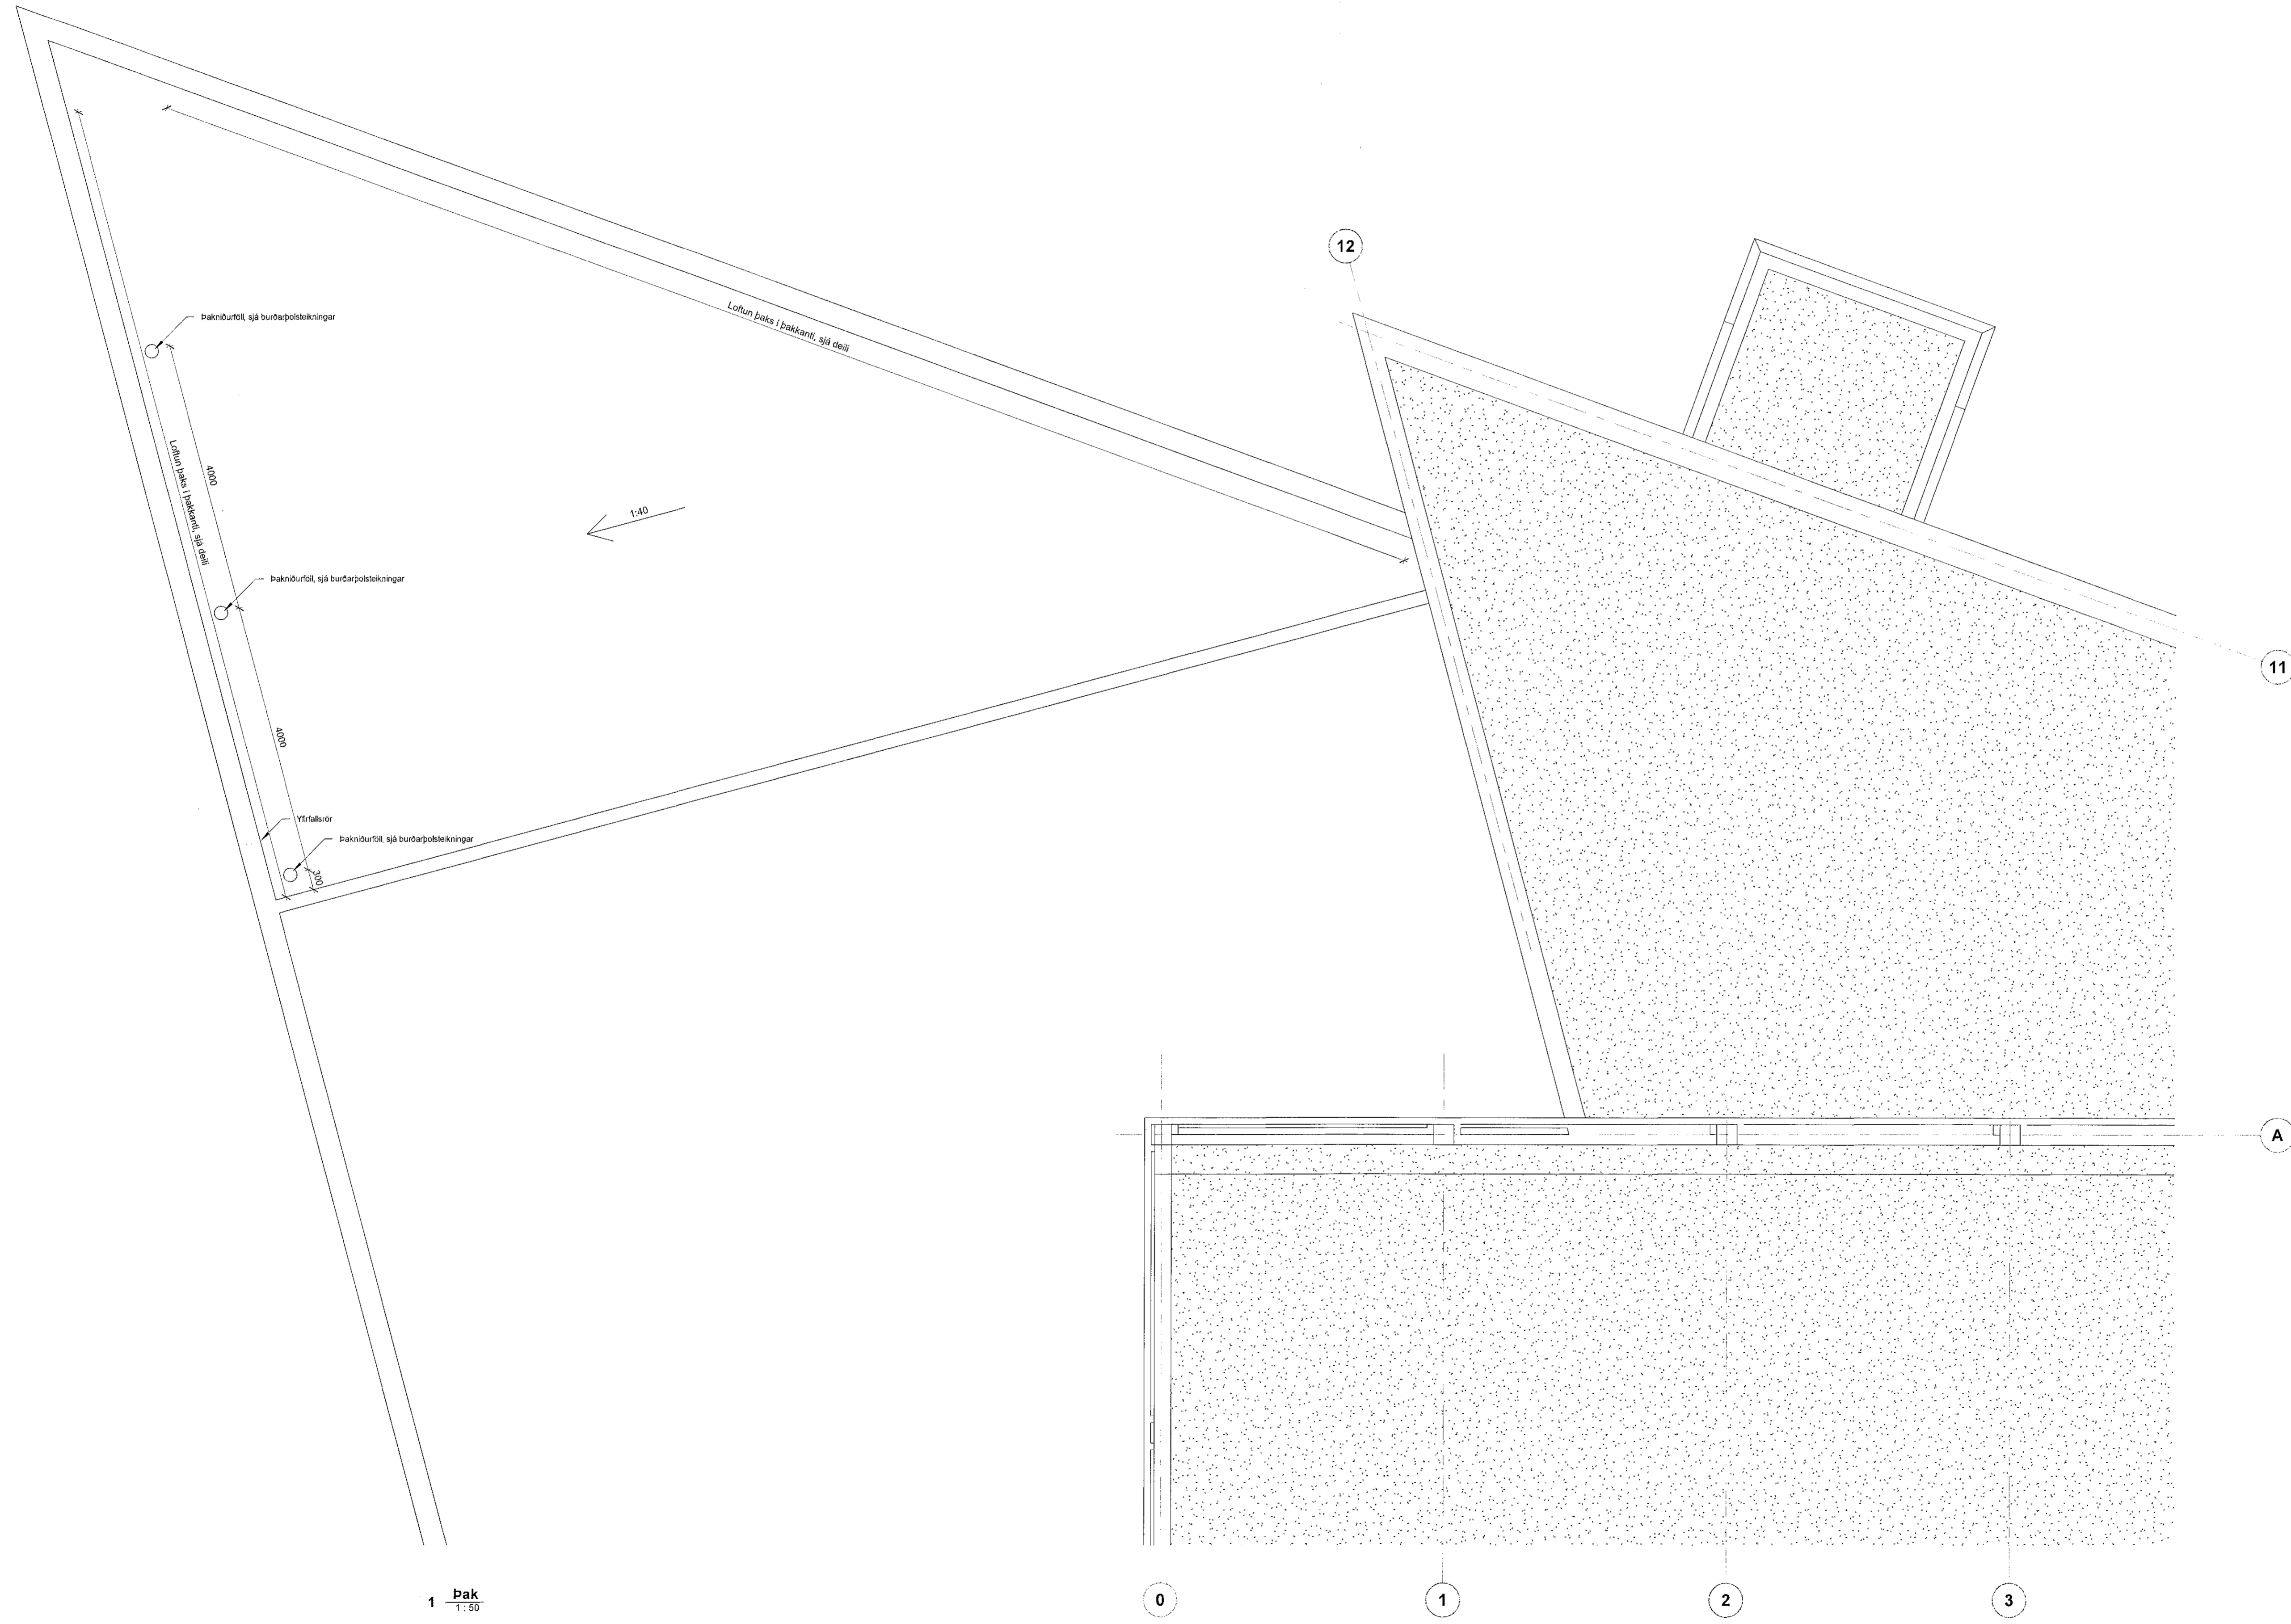 12
Þakniðurföll, sjá burðarþolsteikningar
Loftun þaks í þakkanti, sjá deili
4000
Loftun þaks í þakkanti, sjá deili
1:40
Þakniðurföll, sjá burðarþolsteikningar
11
4000
Yfirfallsrör
Þakniðurföll, sjá burðarþolsteikningar
300
A
1 Þak
1 : 50
0
1
2
3